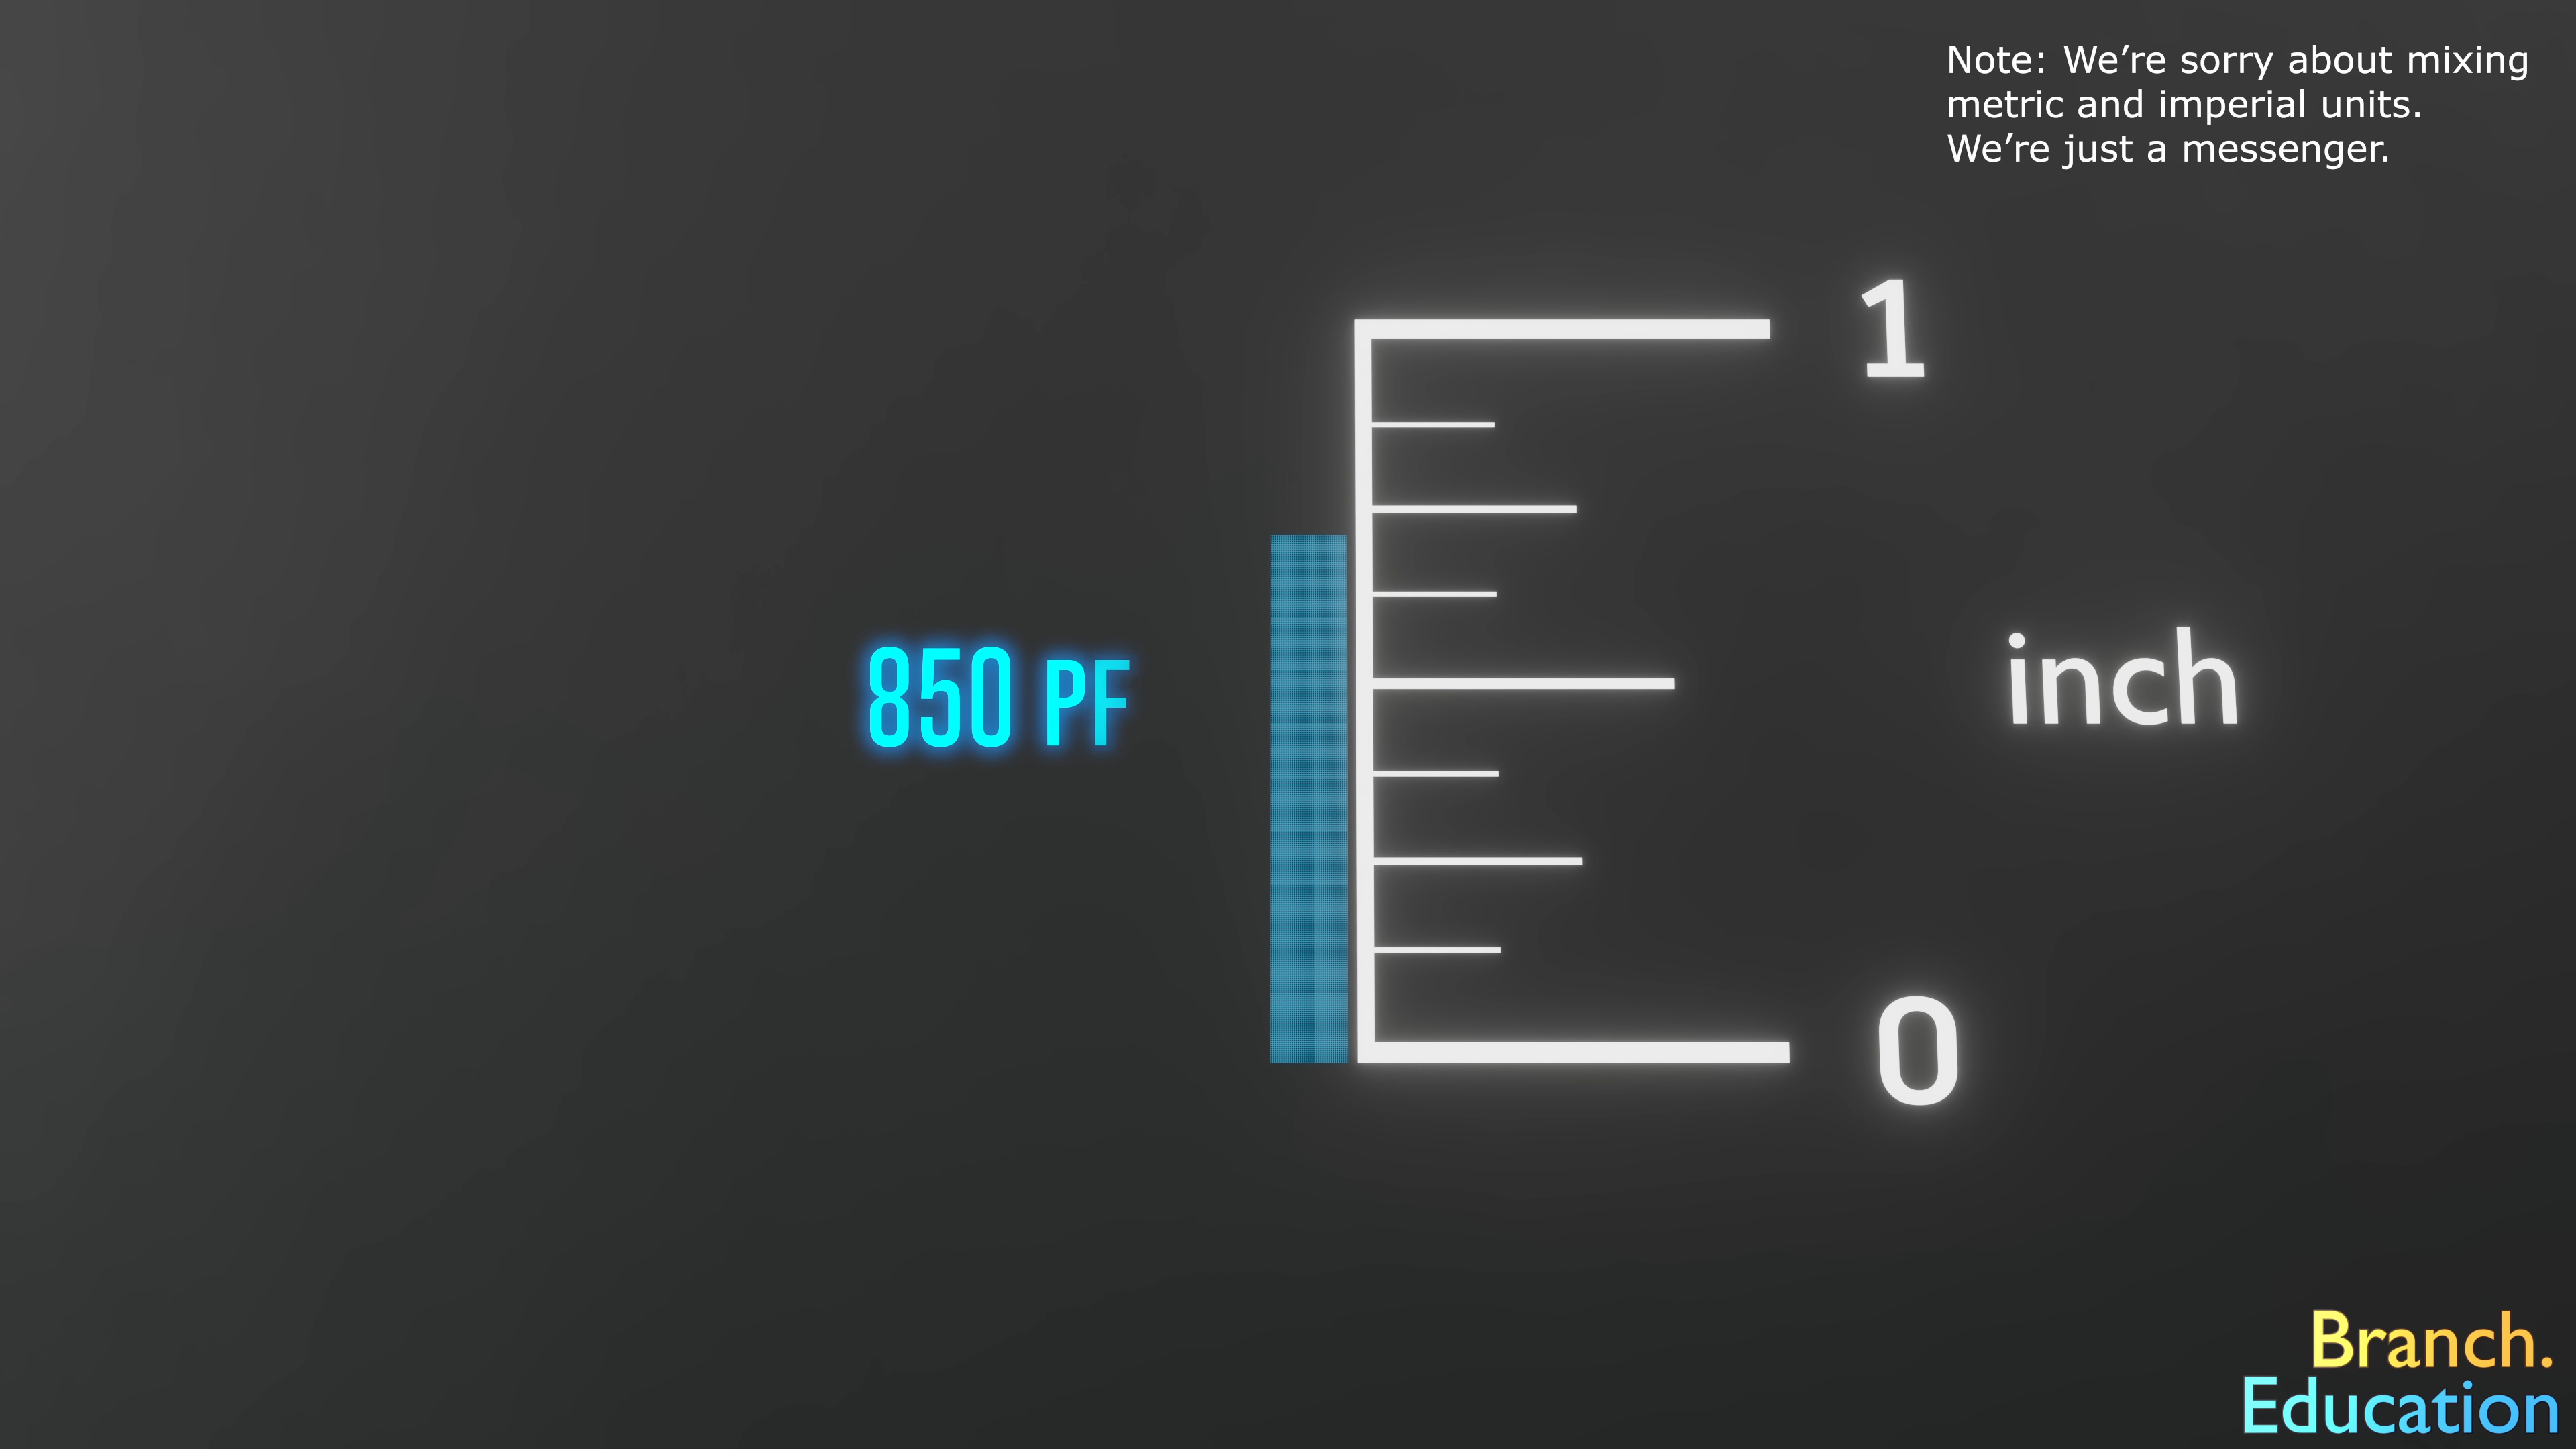 Note: We’re sorry about mixing
metric and imperial units.
We’re just a messenger.
1
850 PF
inch
0
Branch.
Education